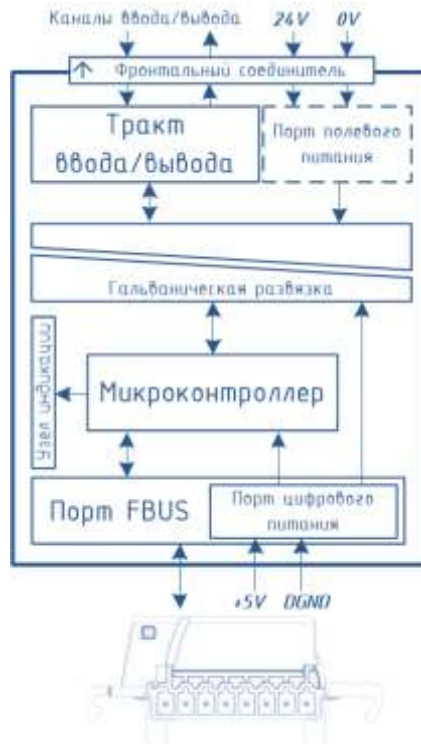 Каналы ввода/вывода 24V 0V
Фронтальный соединитель
Тракт
ввода/вывода
Порт полевого
питания
Гальваническая развязка
Узел индикации
Микроконтроллер
Порт FBUS
Порт цифрового
питания
+5V DGND